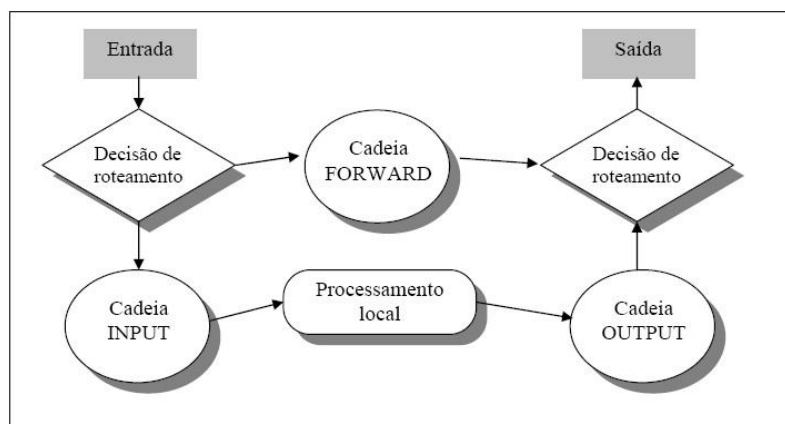 Entrada
Saída
Decisão de
roteamento
Cadeia
FORWARD
Decisão de
roteamento
Cadeia
INPUT
Processamento
local
Cadeia
OUTPUT